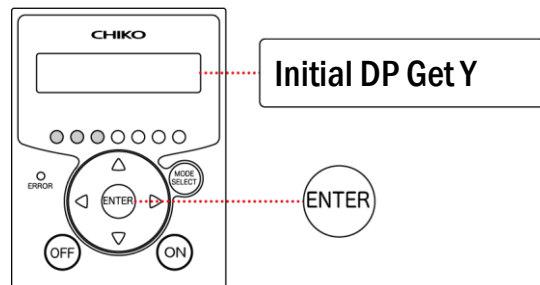 CHIKO
Initial DP Get Y
MODE
SELECT
ERROR
ENTER
ENTER
OFF
ON